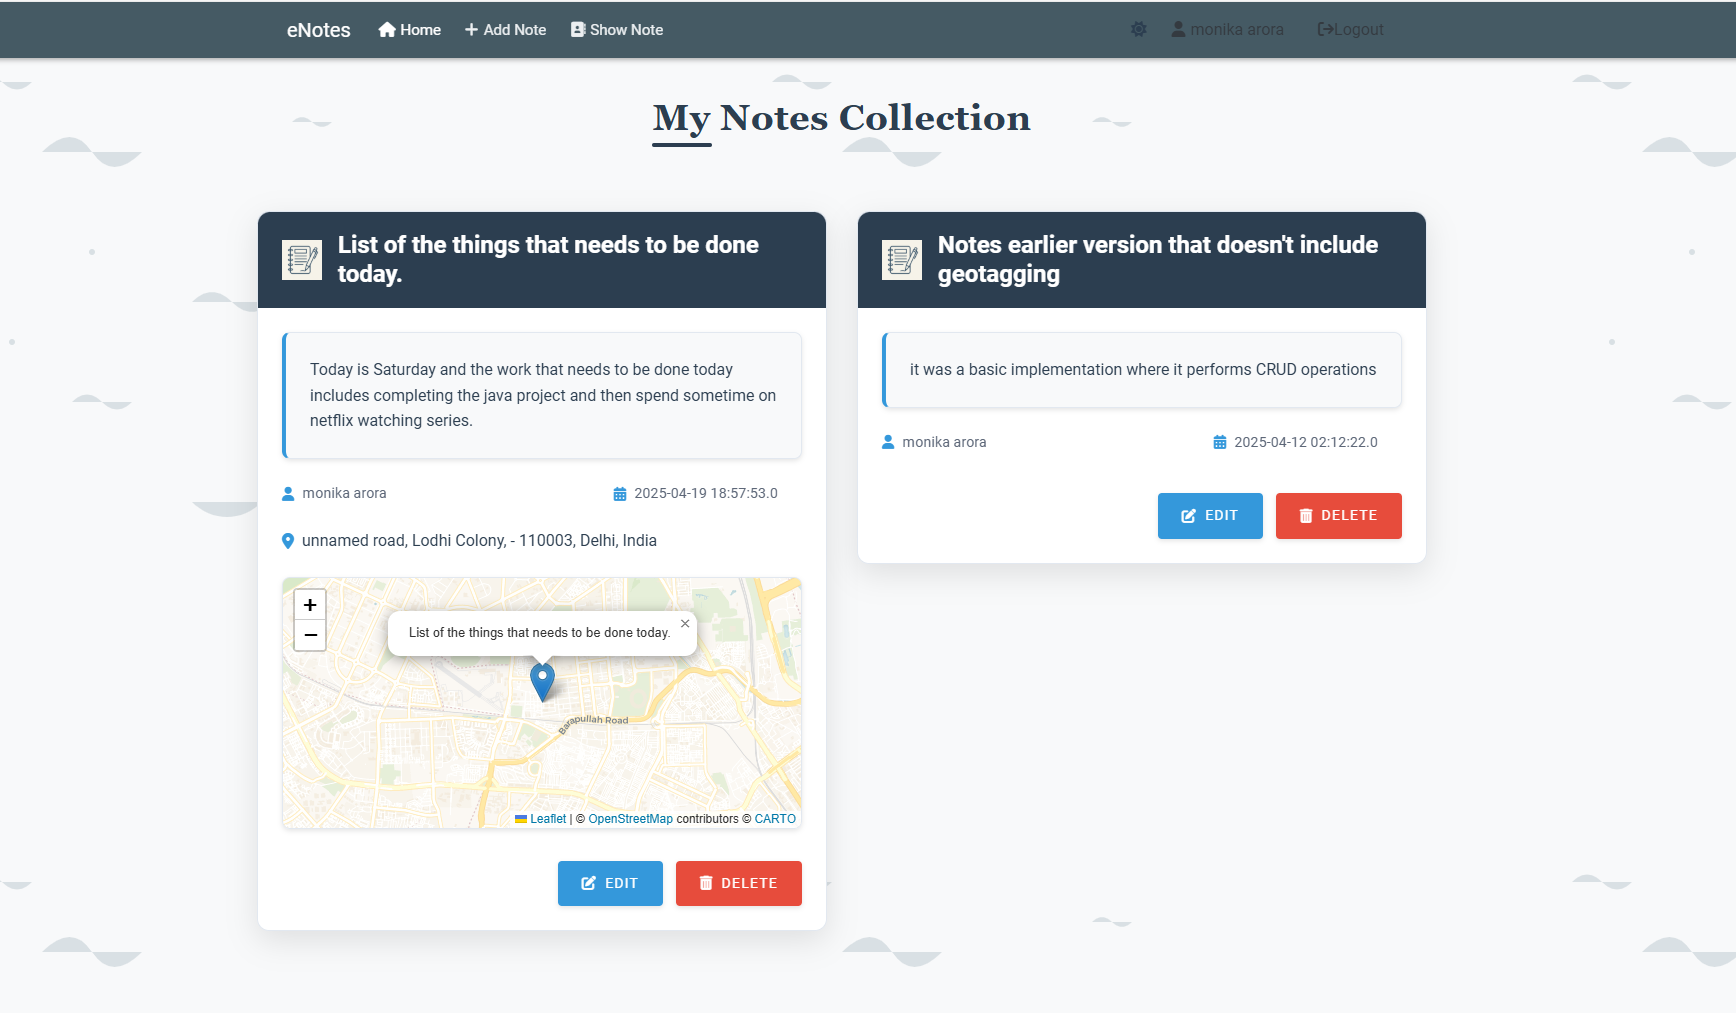 eNotes Home Add Note Show Note monika arora Logout
My Notes Collection
List of the things that needs to be done
today.
Today is Saturday and the work that needs to be done today
includes completing the java project and then spend sometime on
netflix watching series.
monika arora 2025-04-19 18:57:53.0
unnamed road, Lodhi Colony, - 110003, Delhi, India
+
−
List of the things that needs to be done today. ×
Barapullah Road
Leaflet | © OpenStreetMap contributors © CARTO
EDIT DELETE
Notes earlier version that doesn't include
geotagging
it was a basic implementation where it performs CRUD operations
monika arora 2025-04-12 02:12:22.0
EDIT DELETE